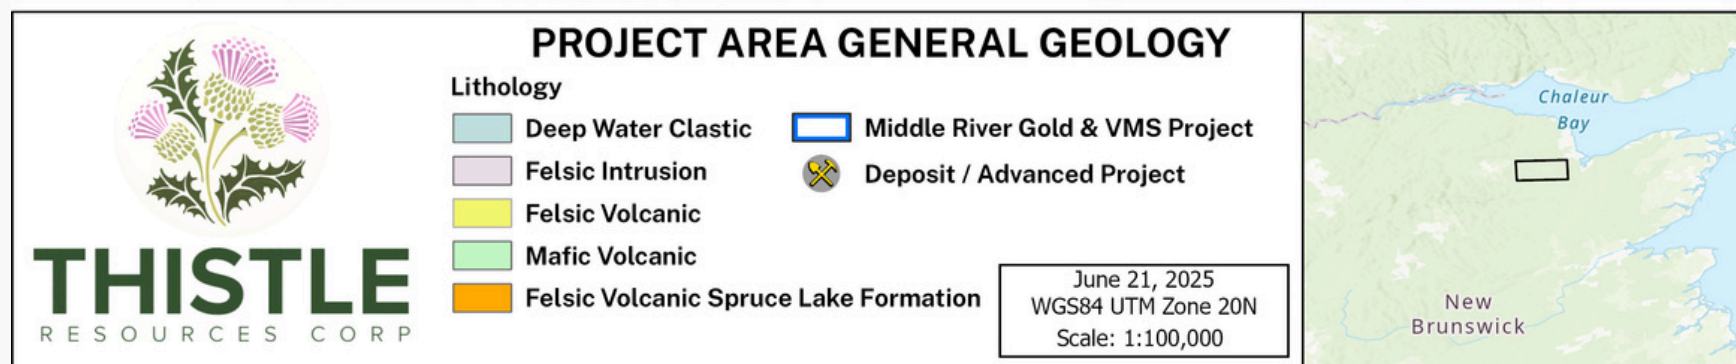 THISTLE
RESOURCES CORP
PROJECT AREA GENERAL GEOLOGY
Lithology
Deep Water Clastic
Felsic Intrusion
Felsic Volcanic
Mafic Volcanic
Felsic Volcanic Spruce Lake Formation
Middle River Gold & VMS Project
Deposit / Advanced Project
June 21, 2025
WGS84 UTM Zone 20N
Scale: 1:100,000
Chaleur
Bay
New
Brunswick